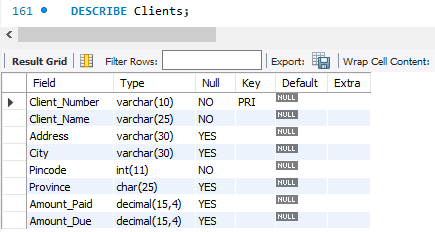 161 DESCRIBE Clients;
Result Grid Filter Rows: Export: Wrap Cell Content:
Field Type Null Key Default Extra
Client_Number varchar(10) NO PRI NULL
Client_Name varchar(25) NO NULL
Address varchar(30) YES NULL
City varchar(30) YES NULL
Pincode int(11) NO NULL
Province char(25) YES NULL
Amount_Paid decimal(15,4) YES NULL
Amount_Due decimal(15,4) YES NULL